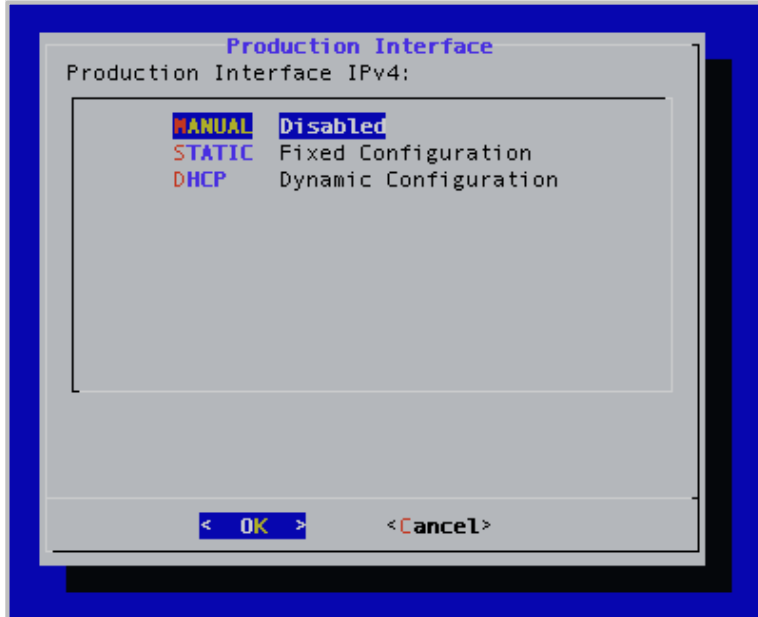 Production Interface
Production Interface IPv4:
MANUAL Disabled
STATIC Fixed Configuration
DHCP Dynamic Configuration
< OK > <Cancel>